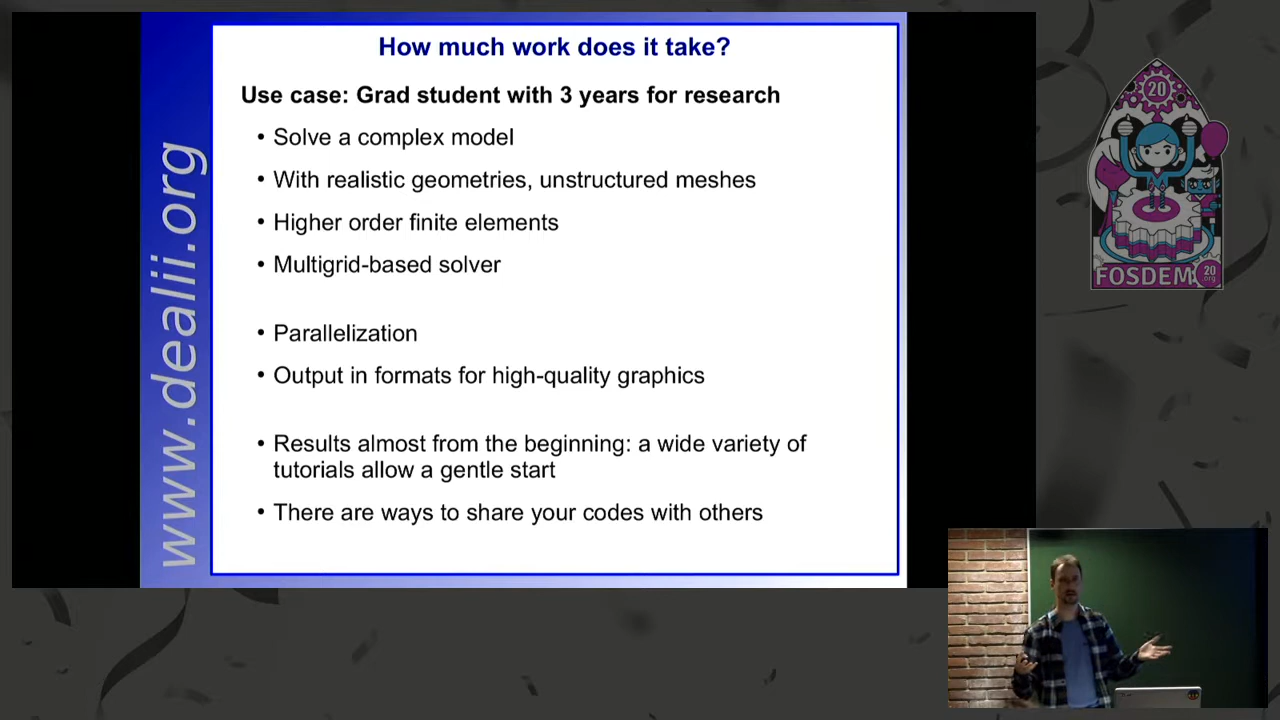 How much work does it take?
Use case: Grad student with 3 years for research
• Solve a complex model
• With realistic geometries, unstructured meshes
• Higher order finite elements
• Multigrid-based solver
• Parallelization
• Output in formats for high-quality graphics
• Results almost from the beginning: a wide variety of
tutorials allow a gentle start
• There are ways to share your codes with others
www.dealii.org
20
FOSDEM
20
.org